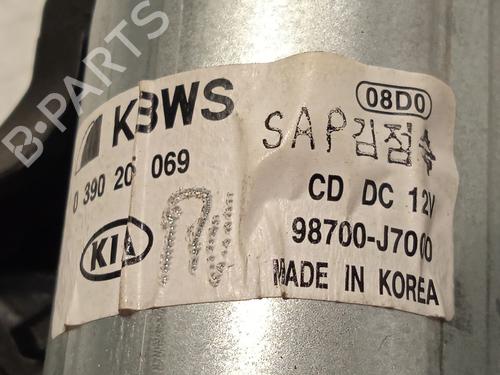 B-PARTS
KBWS
08D0
SAP김점수
0 390 20 069
CD DC 12V
KIA
98700-J7000
MADE IN KOREA